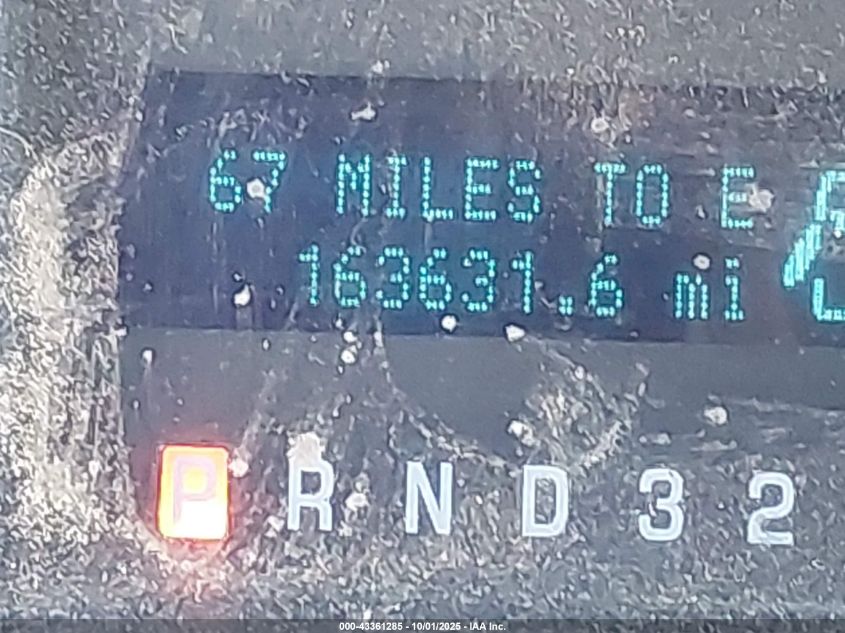 67 MILES TO E
163631.6 mi
P R N D 3 2
000-43361285 - 10/01/2025 - IAA Inc.